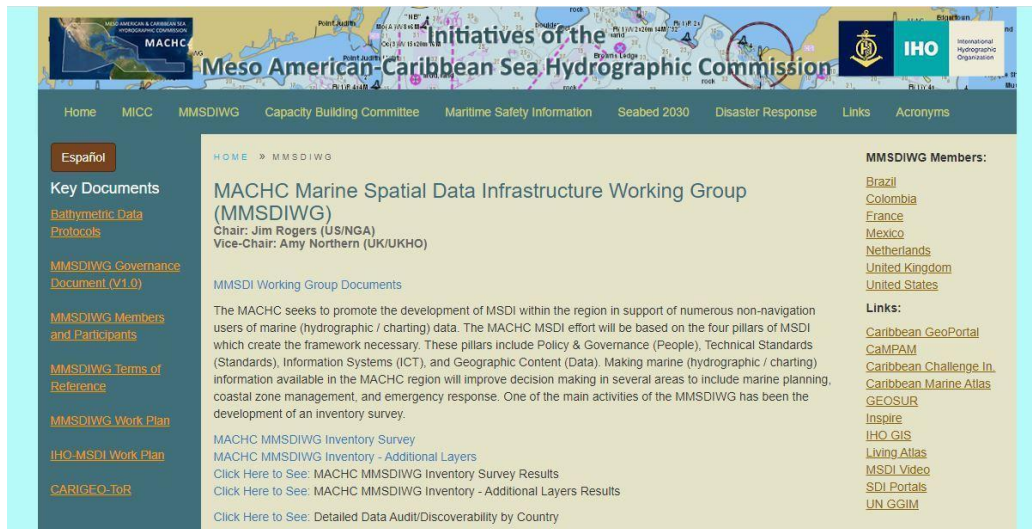 MESO AMERICAN & CARIBBEAN SEA
HYDROGRAPHIC COMMISSION
MACHC
Initiatives of the
Meso American-Caribbean Sea Hydrographic Commission
IHO
International
Hydrographic
Organization
Home MICC MMSDIWG Capacity Building Committee Maritime Safety Information Seabed 2030 Disaster Response Links Acronyms
Español
Key Documents
Bathymetric Data
Protocols
MMSDIWG Governance
Document (V1.0)
MMSDIWG Members
and Participants
MMSDIWG Terms of
Reference
MMSDIWG Work Plan
IHO-MSDI Work Plan
CARIGEO-ToR
HOME » MMSDIWG
MACHC Marine Spatial Data Infrastructure Working Group
(MMSDIWG)
Chair: Jim Rogers (US/NGA)
Vice-Chair: Amy Northern (UK/UKHO)
MMSDI Working Group Documents
The MACHC seeks to promote the development of MSDI within the region in support of numerous non-navigation
users of marine (hydrographic / charting) data. The MACHC MSDI effort will be based on the four pillars of MSDI
which create the framework necessary. These pillars include Policy & Governance (People), Technical Standards
(Standards), Information Systems (ICT), and Geographic Content (Data). Making marine (hydrographic / charting)
information available in the MACHC region will improve decision making in several areas to include marine planning,
coastal zone management, and emergency response. One of the main activities of the MMSDIWG has been the
development of an inventory survey.
MACHC MMSDIWG Inventory Survey
MACHC MMSDIWG Inventory - Additional Layers
Click Here to See: MACHC MMSDIWG Inventory Survey Results
Click Here to See: MACHC MMSDIWG Inventory - Additional Layers Results
Click Here to See: Detailed Data Audit/Discoverability by Country
MMSDIWG Members:
Brazil
Colombia
France
Mexico
Netherlands
United Kingdom
United States
Links:
Caribbean GeoPortal
CaMPAM
Caribbean Challenge In.
Caribbean Marine Atlas
GEOSUR
Inspire
IHO GIS
Living Atlas
MSDI Video
SDI Portals
UN GGIM